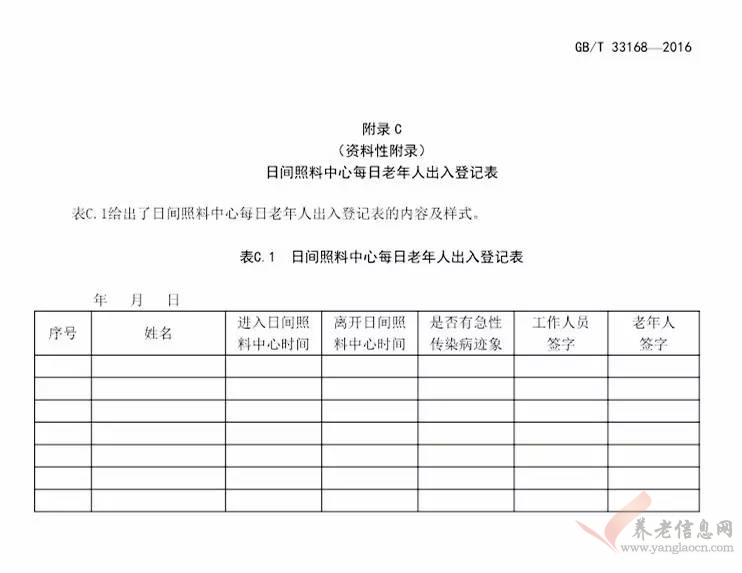 GB/T 33168—2016
附录 C
（资料性附录）
日间照料中心每日老年人出入登记表
表C.1给出了日间照料中心每日老年人出入登记表的内容及样式。
表C.1 日间照料中心每日老年人出入登记表
年 月 日
序号 姓名 进入日间照 离开日间照 是否有急性 工作人员 老年人
料中心时间 料中心时间 传染病迹象 签字 签字
养老信息网
www.yanglaocn.com